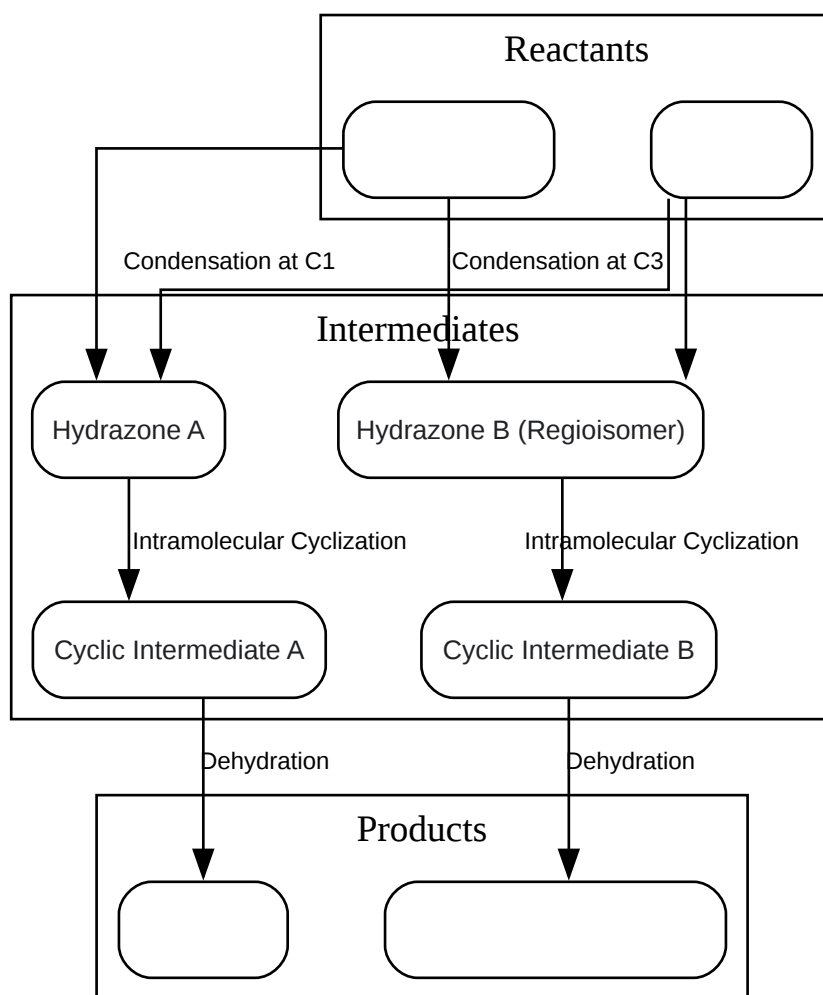 Reactants
Condensation at C1
Condensation at C3
Intermediates
Hydrazone A
Hydrazone B (Regioisomer)
Intramolecular Cyclization
Intramolecular Cyclization
Cyclic Intermediate A
Cyclic Intermediate B
Dehydration
Dehydration
Products